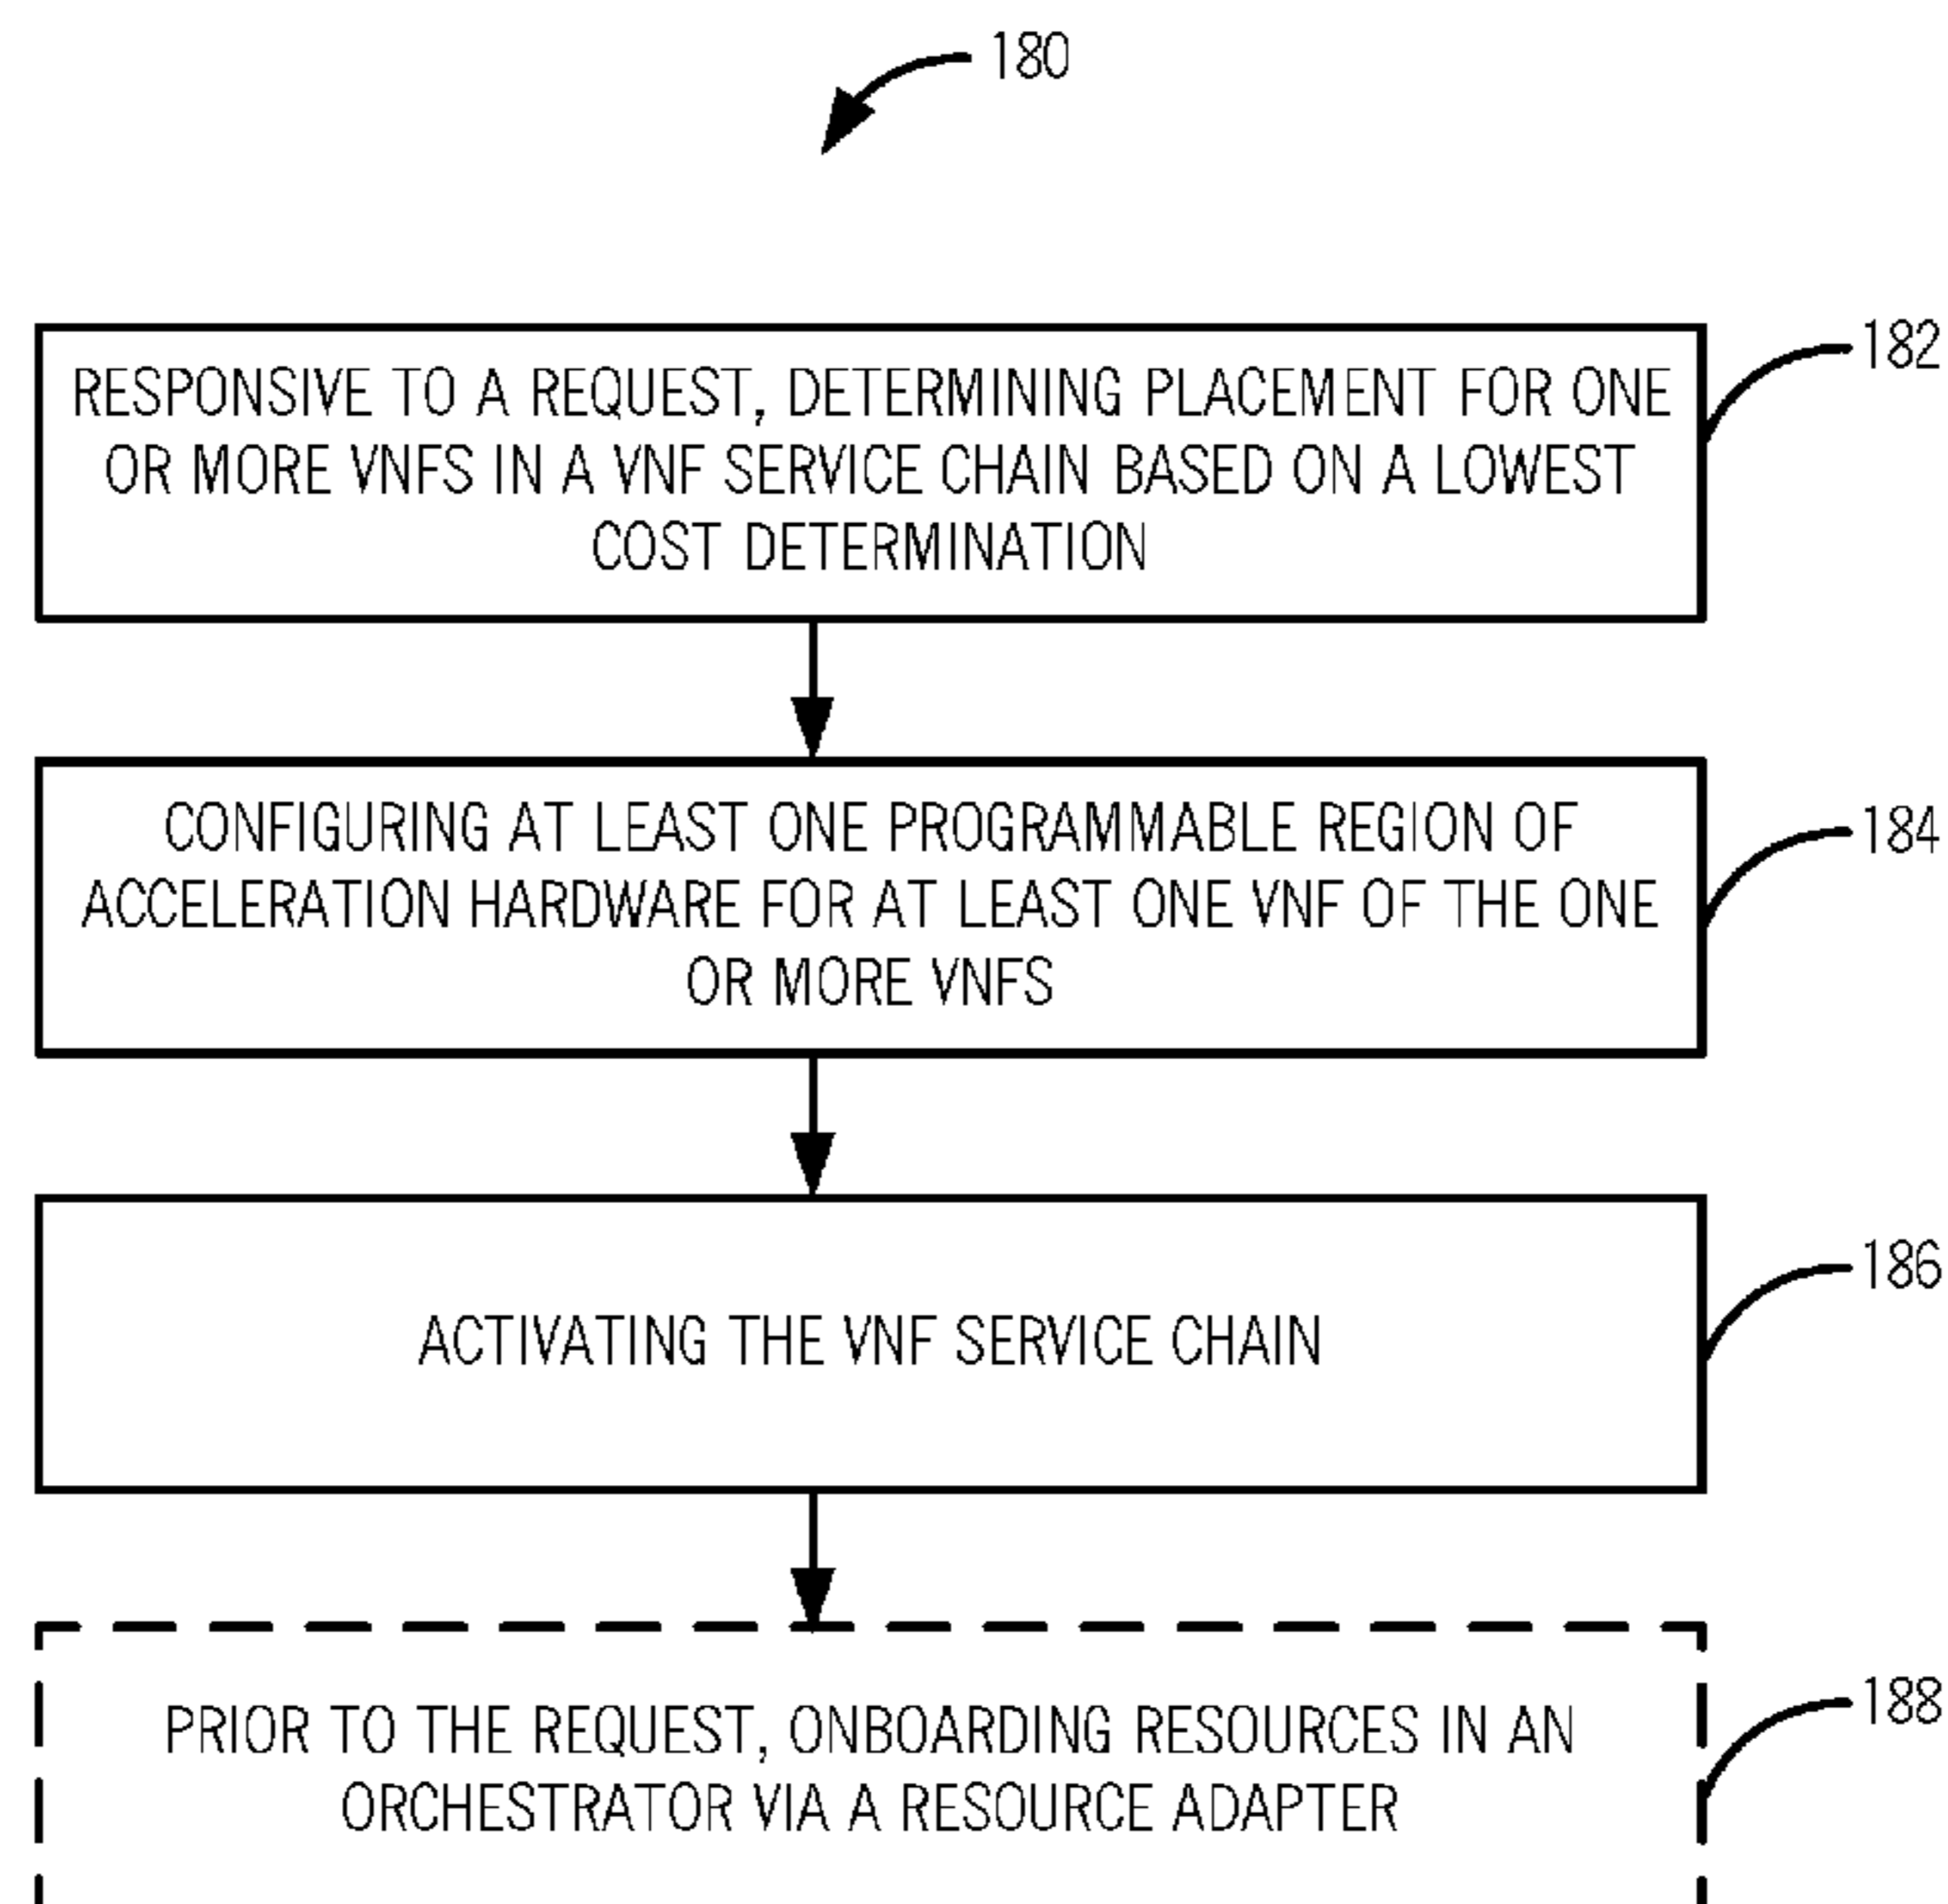 180
RESPONSIVE TO A REQUEST, DETERMINING PLACEMENT FOR ONE
OR MORE VNFS IN A VNF SERVICE CHAIN BASED ON A LOWEST
COST DETERMINATION
182
CONFIGURING AT LEAST ONE PROGRAMMABLE REGION OF
ACCELERATION HARDWARE FOR AT LEAST ONE VNF OF THE ONE
OR MORE VNFS
184
ACTIVATING THE VNF SERVICE CHAIN
186
PRIOR TO THE REQUEST, ONBOARDING RESOURCES IN AN
ORCHESTRATOR VIA A RESOURCE ADAPTER
188